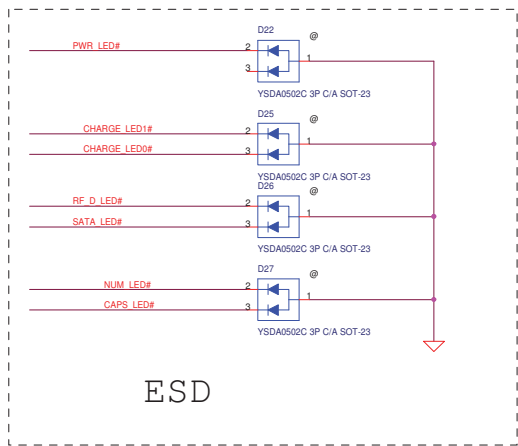 D22
@
PWR_LED#
2
1
3
YSDA0502C 3P C/A SOT-23
D25
@
CHARGE_LED1#
2
1
CHARGE_LED0#
3
YSDA0502C 3P C/A SOT-23
D26
@
RF_D_LED#
2
1
SATA_LED#
3
YSDA0502C 3P C/A SOT-23
D27
@
NUM_LED#
2
1
CAPS_LED#
3
YSDA0502C 3P C/A SOT-23
ESD